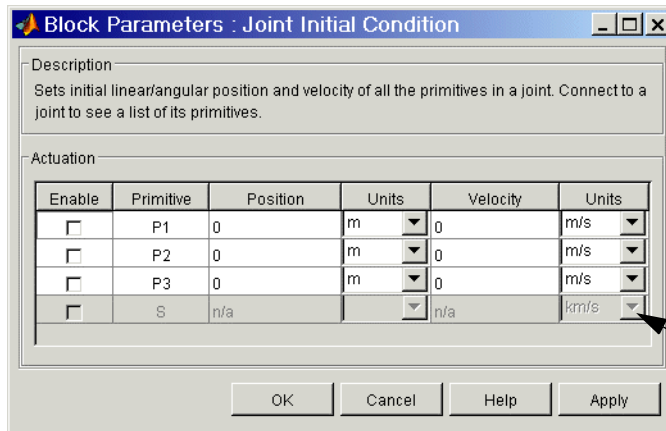 Block Parameters : Joint Initial Condition
Description
Sets initial linear/angular position and velocity of all the primitives in a joint. Connect to a
joint to see a list of its primitives.
Actuation
Enable Primitive Position Units Velocity Units
P1 0 m 0 m/s
P2 0 m 0 m/s
P3 0 m 0 m/s
S n/a n/a km/s
OK Cancel Help Apply